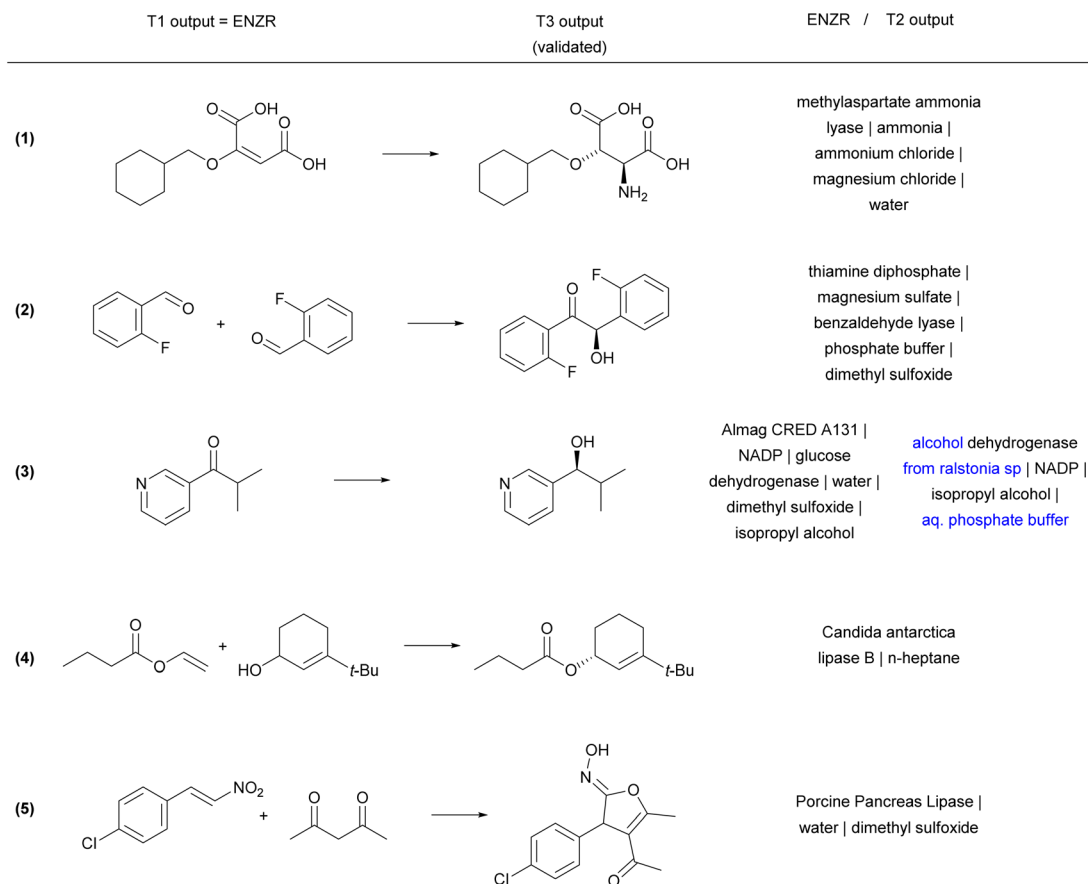 T1 output = ENZR
T3 output
(validated)
ENZR / T2 output
(1)
O
OH
O
OH
O
O
OH
O
OH
O
NH2
methylaspartate ammonia
lyase | ammonia |
ammonium chloride |
magnesium chloride |
water
(2)
O
F
+
F
O
O
F
OH
F
thiamine diphosphate |
magnesium sulfate |
benzaldehyde lyase |
phosphate buffer |
dimethyl sulfoxide
(3)
O
N
OH
N
Almag CRED A131 |
NADP | glucose
dehydrogenase | water |
dimethyl sulfoxide |
isopropyl alcohol
alcohol dehydrogenase
from ralstonia sp | NADP |
isopropyl alcohol |
aq. phosphate buffer
(4)
O
O
+
HO
t-Bu
O
O
t-Bu
Candida antarctica
lipase B | n-heptane
(5)
NO2
Cl
+
O O
OH
N
O
Cl
O
Porcine Pancreas Lipase |
water | dimethyl sulfoxide